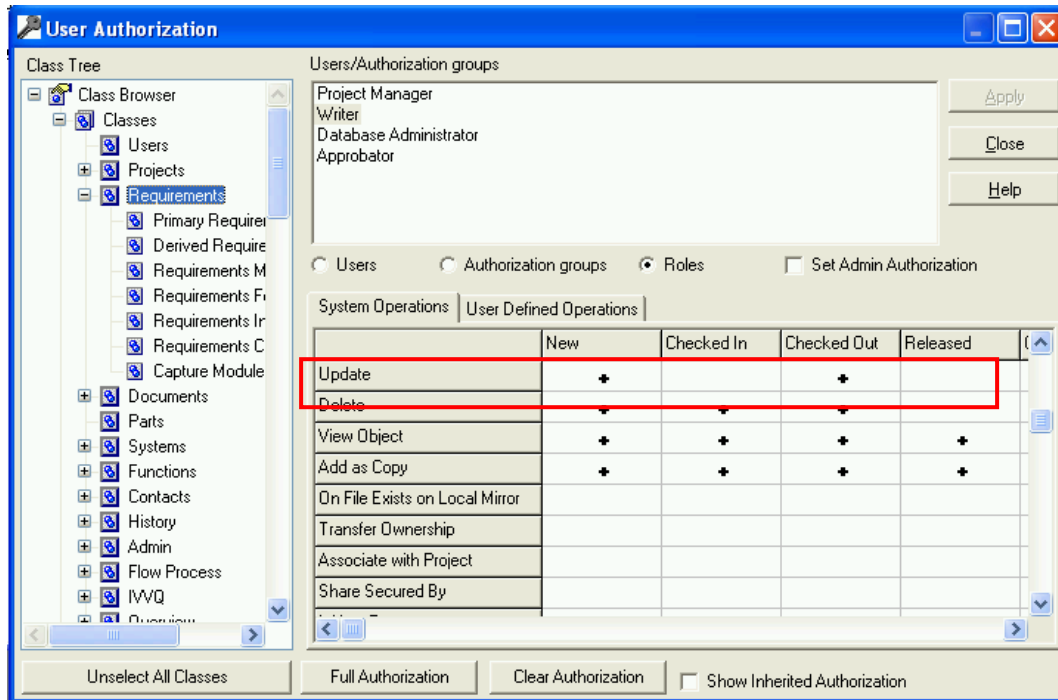 User Authorization
Class Tree
Class Browser
Classes
Users
Projects
Requirements
Primary
Derived
Requirements
Requirements
Requirements
Requirements
Capture Module
Documents
Parts
Systems
Functions
Contacts
History
Admin
Flow Process
IVVQ
Overview
Unselect All Classes
Users/Authorization groups
Project Manager
Writer
Database Administrator
Approbator
Apply
Close
Help
Users Authorization groups Roles Set Admin Authorization
System Operations User Defined Operations
New Checked In Checked Out Released
Update
Delete
View Object
Add as Copy
On File Exists on Local Mirror
Transfer Ownership
Associate with Project
Share Secured By
Full Authorization Clear Authorization Show Inherited Authorization